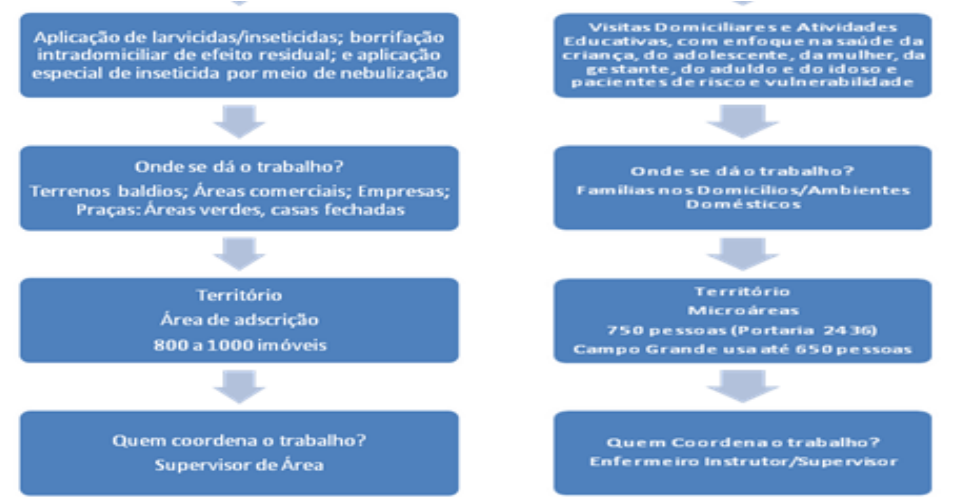 Aplicação de larvicidas/inseticidas; borrifação
intradomiciliar de efeito residual; e aplicação
especial de inseticida por meio de nebulização
Onde se dá o trabalho?
Terrenos baldios; Áreas comerciais; Empresas;
Praças: Áreas verdes, casas fechadas
Território
Área de adscrição
800 a 1000 imóveis
Quem coordena o trabalho?
Supervisor de Área
Visitas Domiciliares e Atividades
Educativas, com enfoque na saúde da
criança, do adolescente, da mulher, da
gestante, do aduldo e do idoso e
pacientes de risco e vulnerabilidade
Onde se dá o trabalho?
Famílias nos Domicílios/Ambientes
Domésticos
Território
Microáreas
750 pessoas (Portaria 2436)
Campo Grande usa até 650 pessoas
Quem Coordena o trabalho?
Enfermeiro Instrutor/Supervisor